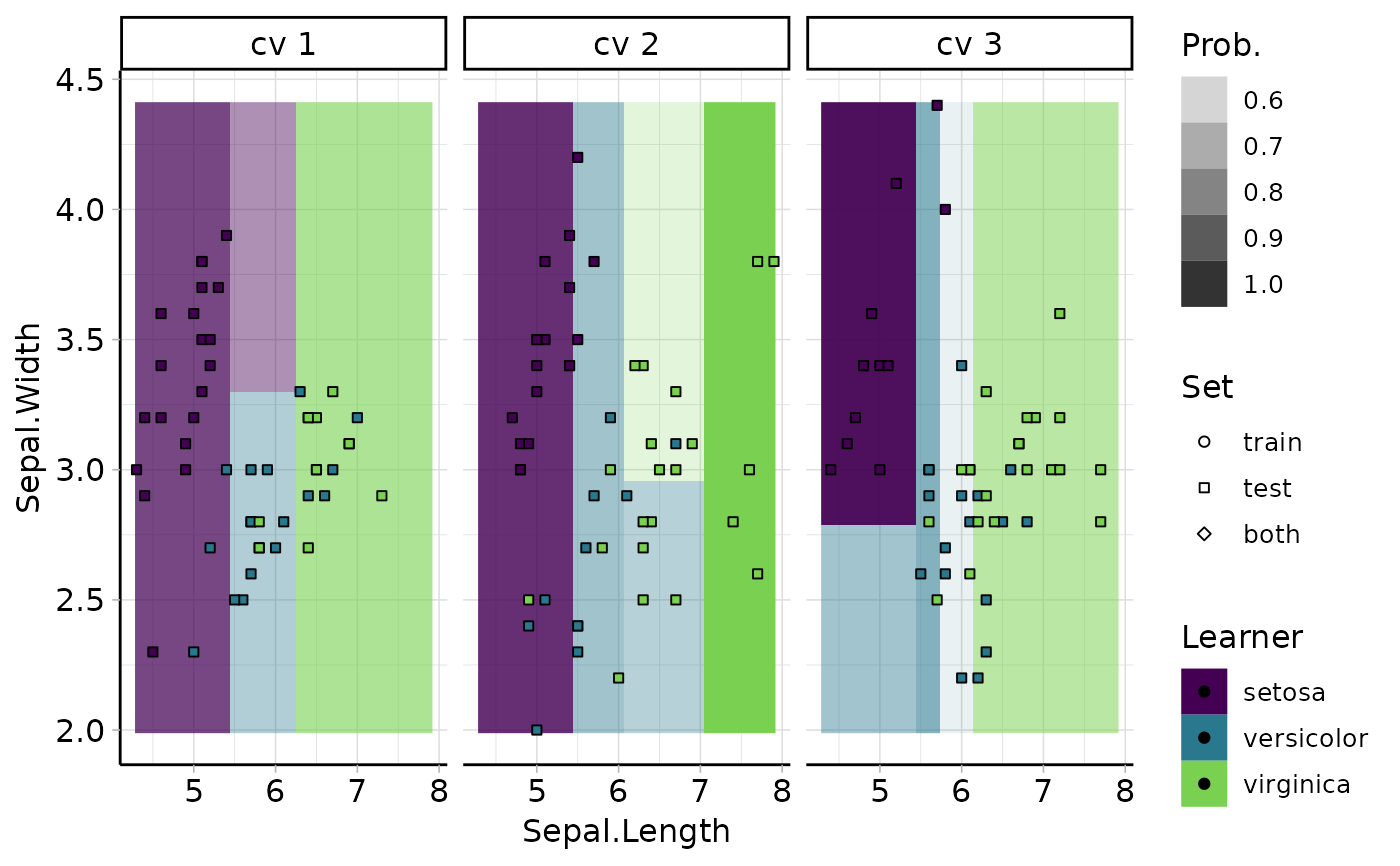 cv 1
cv 2
cv 3
Sepal.Width
4.5
4.0
3.5
3.0
2.5
2.0
5 6 7 8
5 6 7 8
5 6 7 8
Sepal.Length
Prob.
0.6
0.7
0.8
0.9
1.0
Set
train
test
both
Learner
setosa
versicolor
virginica